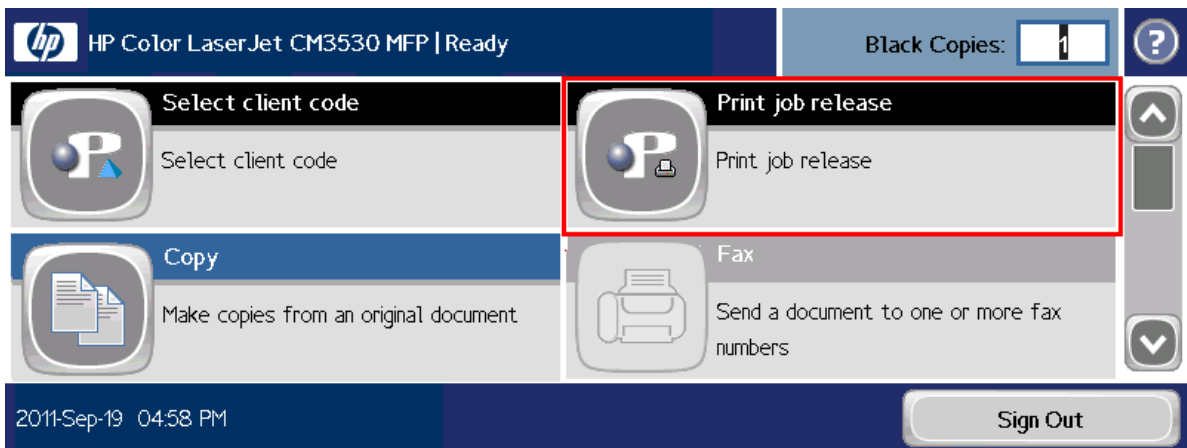 hp HP Color LaserJet CM3530 MFP | Ready
Black Copies: 1 ?
Select client code
Select client code
Print job release
Print job release
Copy
Make copies from an original document
Fax
Send a document to one or more fax
numbers
2011-Sep-19 04:58 PM
Sign Out